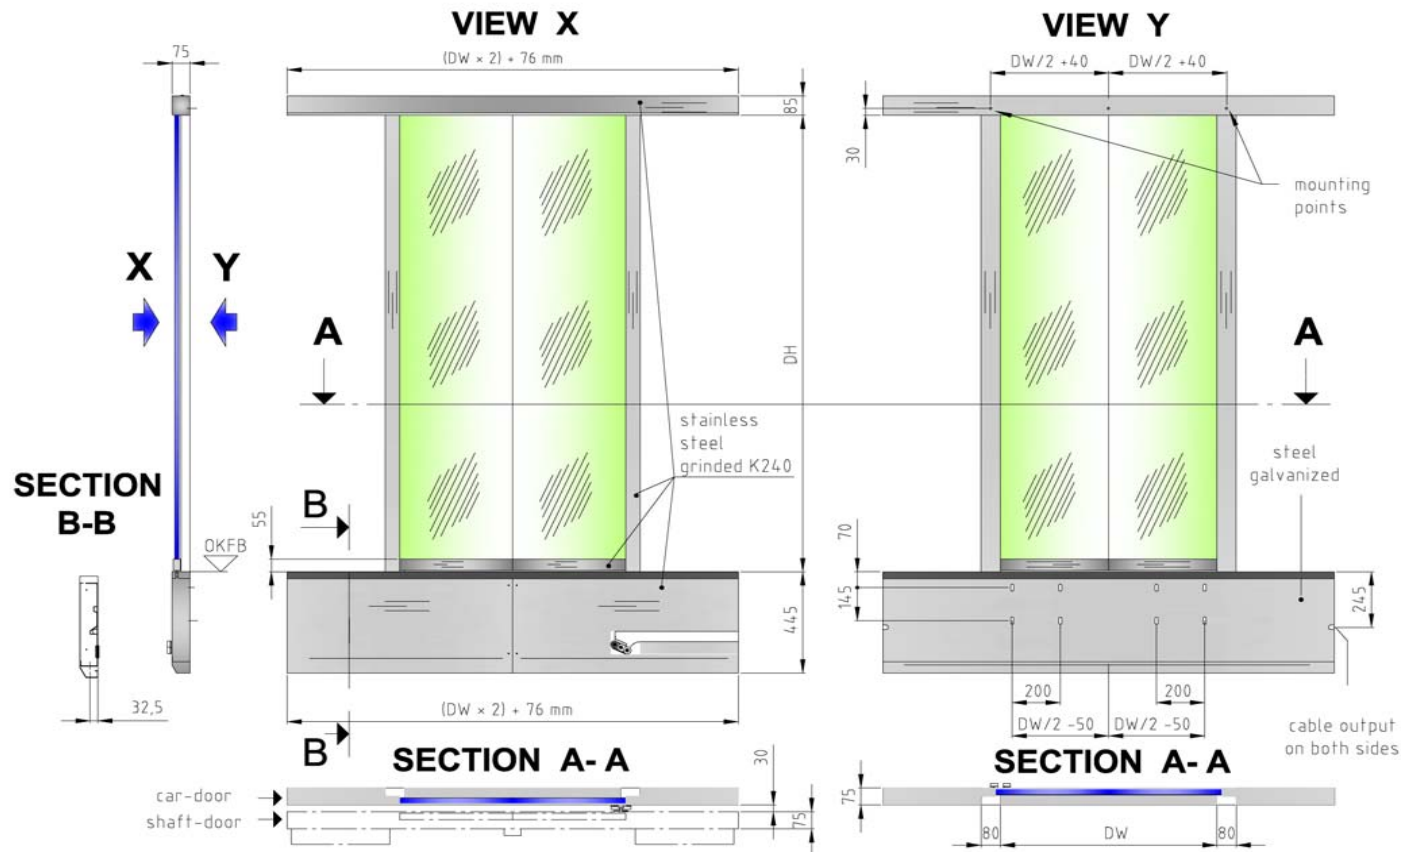 VIEW X
VIEW Y
75
(DW × 2) + 76 mm
DW/2 +40
DW/2 +40
85
30
mounting
points
X
Y
A
A
DH
stainless
steel
grinded K240
steel
galvanized
SECTION
B-B
B
55
OKFB
70
145
445
245
32,5
(DW × 2) + 76 mm
200
200
DW/2 -50
DW/2 -50
cable output
on both sides
B
SECTION A- A
30
SECTION A- A
car-door
shaft-door
75
75
80
DW
80